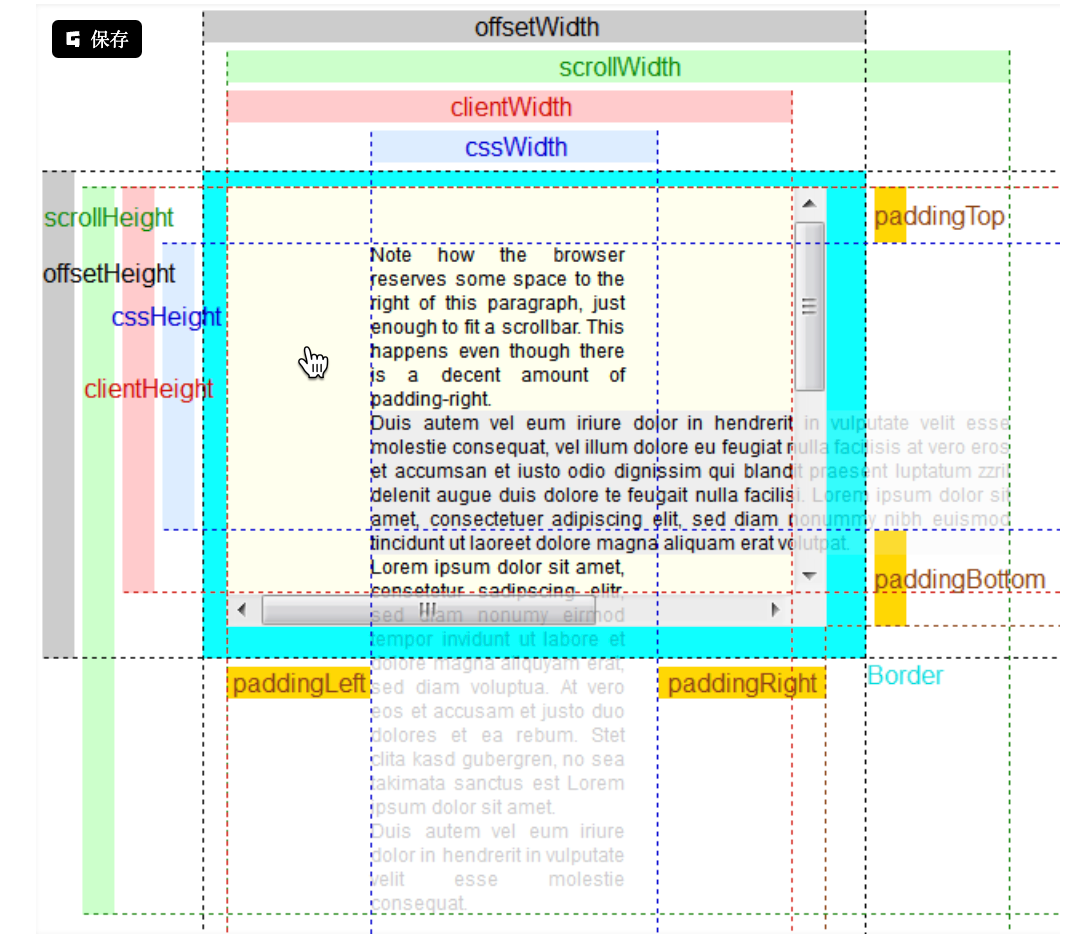 保存
offsetWidth
scrollWidth
clientWidth
cssWidth
scrollHeight
offsetHeight
cssHeight
clientHeight
paddingTop
Note how the browser
reserves some space to the
right of this paragraph, just
enough to fit a scrollbar. This
happens even though there
is a decent amount of
padding-right.
Duis autem vel eum iriure dolor in hendrerit in vulputate velit esse
molestie consequat, vel illum dolore eu feugiat nulla facilisis at vero eros
et accumsan et iusto odio dignissim qui blandit praesent luptatum zzril
delenit augue duis dolore te feugait nulla facilisi. Lorem ipsum dolor sit
amet, consectetuer adipiscing elit, sed diam nonummy nibh euismod
tincidunt ut laoreet dolore magna aliquam erat volutpat.
Lorem ipsum dolor sit amet,
consetetur sadipscing elitr,
sed diam nonumy eirmod
tempor invidunt ut labore et
dolore magna aliquyam erat,
sed diam voluptua. At vero
eos et accusam et justo duo
dolores et ea rebum. Stet
clita kasd gubergren, no sea
takimata sanctus est Lorem
ipsum dolor sit amet.
Duis autem vel eum iriure
dolor in hendrerit in vulputate
velit esse molestie
consequat.
paddingBottom
paddingLeft
paddingRight
Border